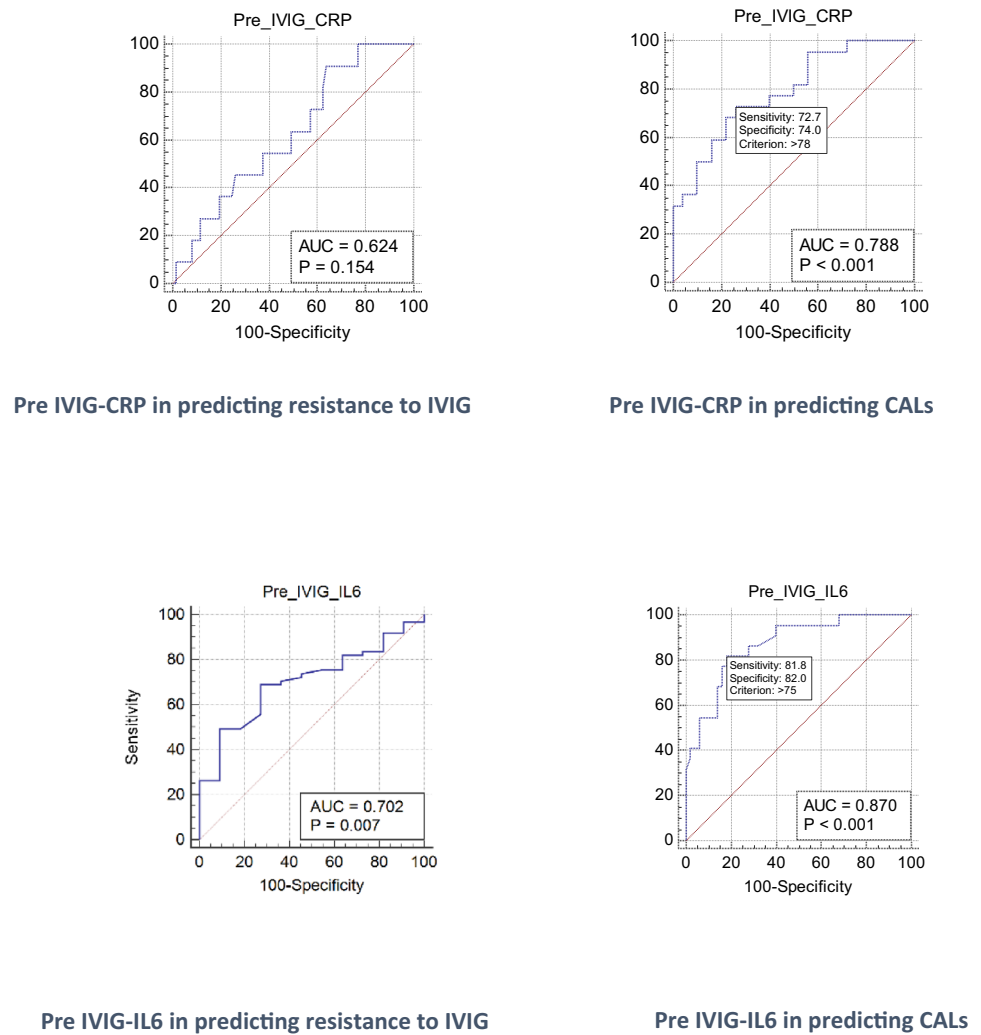 Pre_IVIG_CRP
100
80
60
40
20
0
AUC = 0.624
P = 0.154
0 20 40 60 80 100
100-Specificity
Pre IVIG-CRP in predicting resistance to IVIG
Pre_IVIG_CRP
100
80
60
40
20
0
Sensitivity: 72.7
Specificity: 74.0
Criterion: >78
AUC = 0.788
P < 0.001
0 20 40 60 80 100
100-Specificity
Pre IVIG-CRP in predicting CALs
Pre_IVIG_IL6
Sensitivity
100
80
60
40
20
0
AUC = 0.702
P = 0.007
0 20 40 60 80 100
100-Specificity
Pre IVIG-IL6 in predicting resistance to IVIG
Pre_IVIG_IL6
100
80
60
40
20
0
Sensitivity: 81.8
Specificity: 82.0
Criterion: >75
AUC = 0.870
P < 0.001
0 20 40 60 80 100
100-Specificity
Pre IVIG-IL6 in predicting CALs